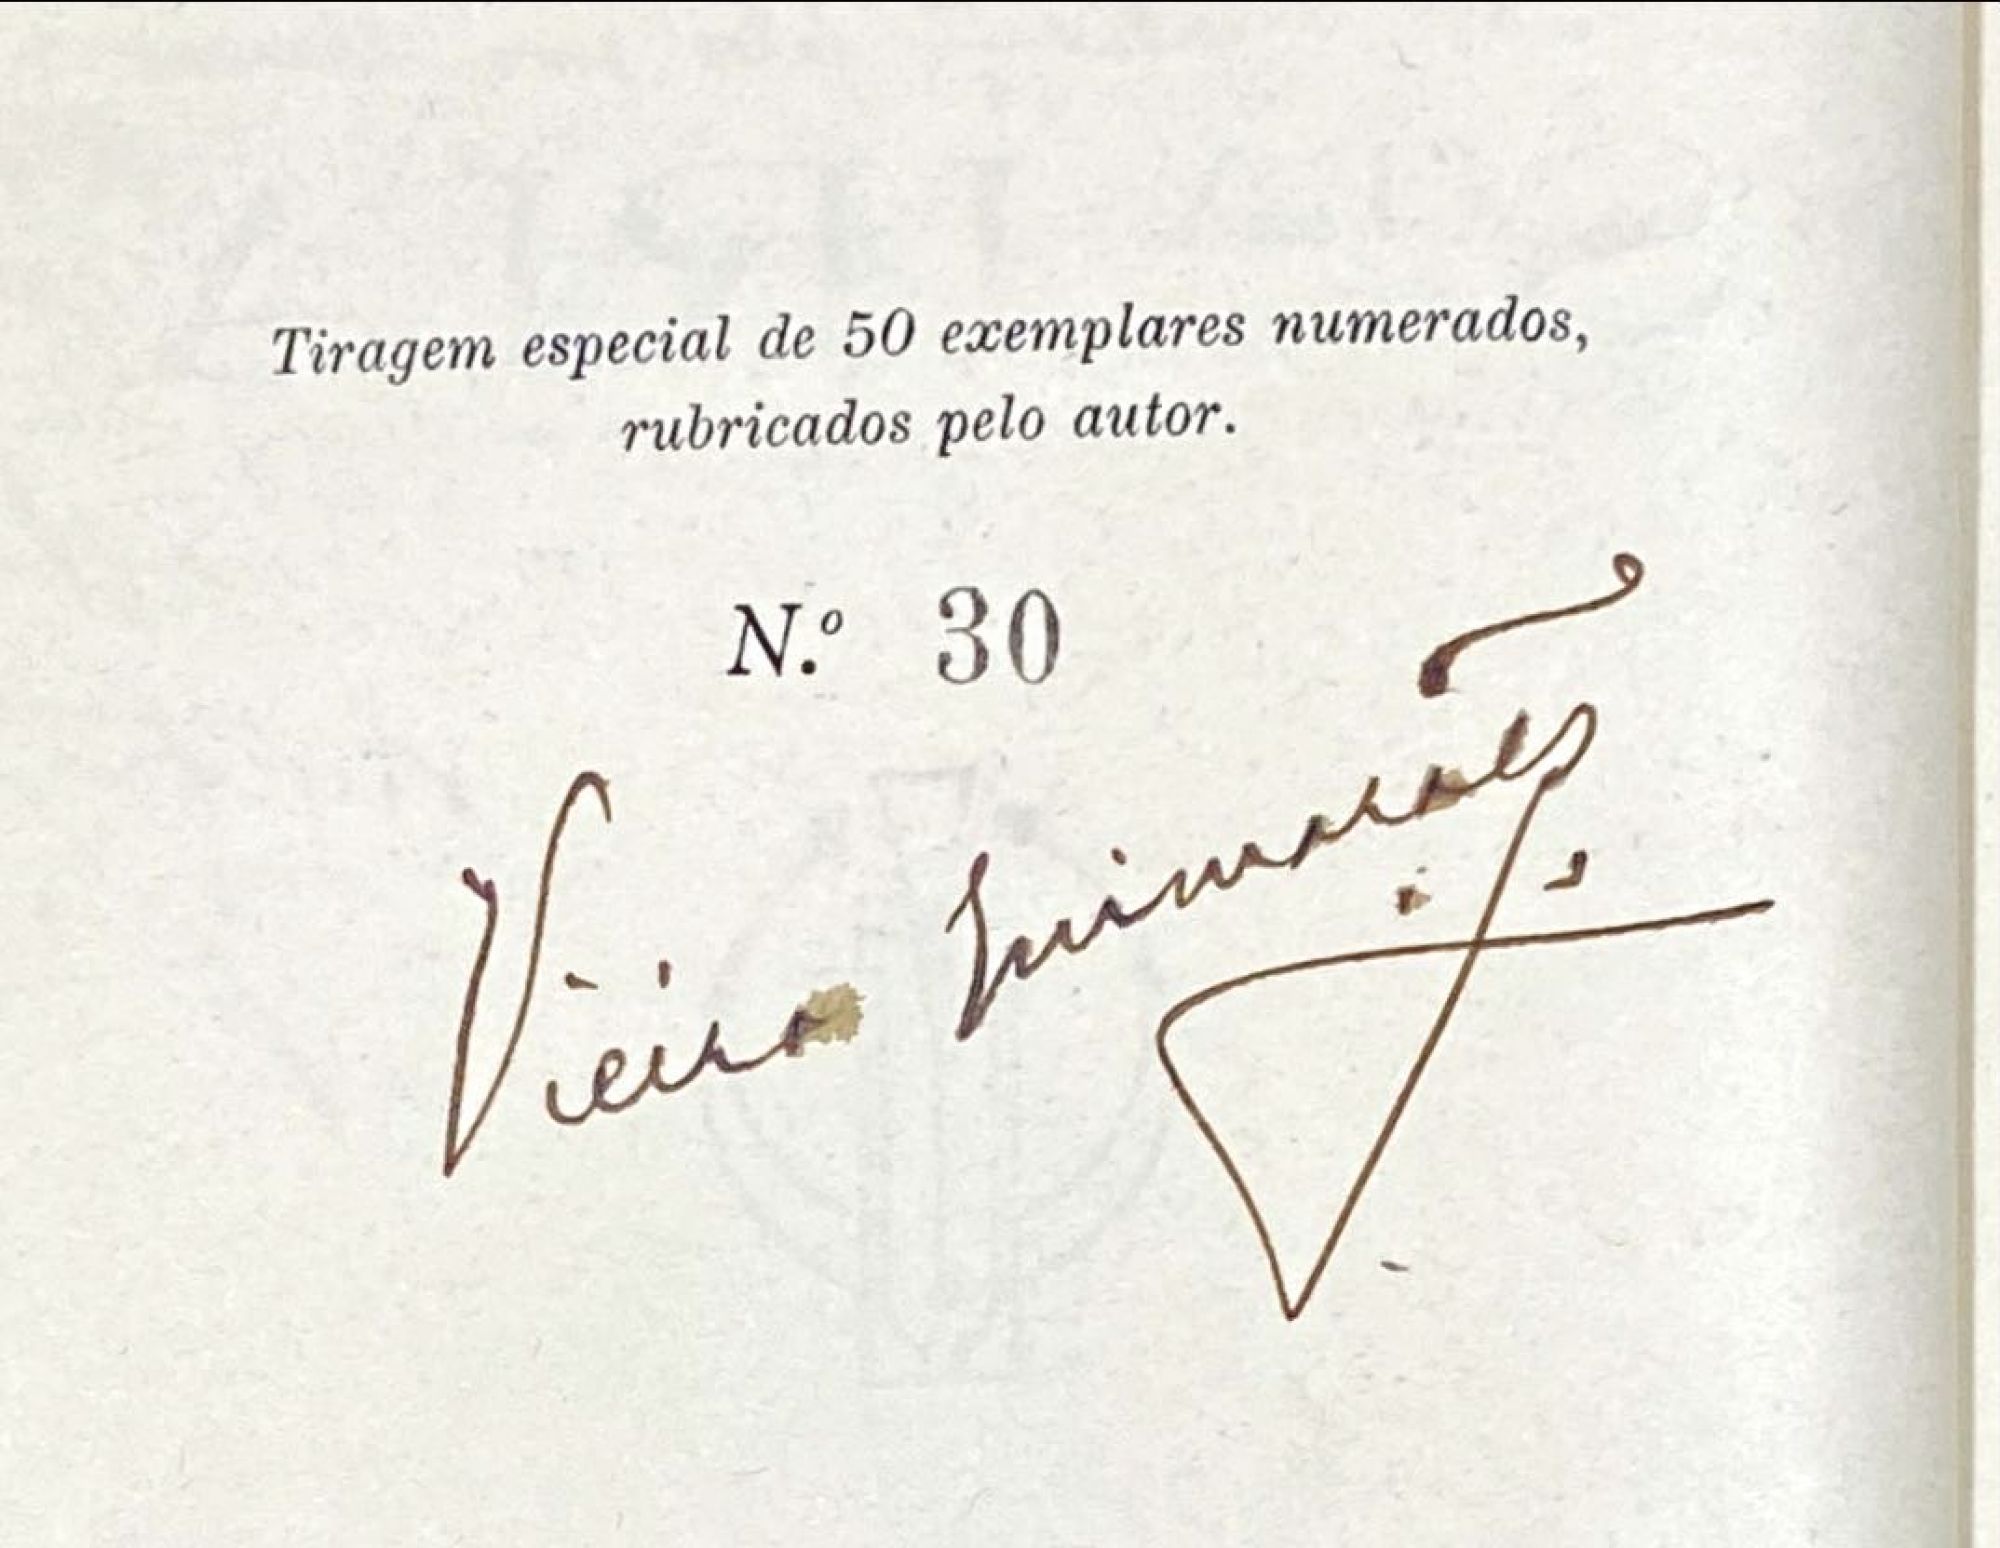 Tiragem especial de 50 exemplares numerados,
rubricados pelo autor.
N.º 30
Vieira Guimarães